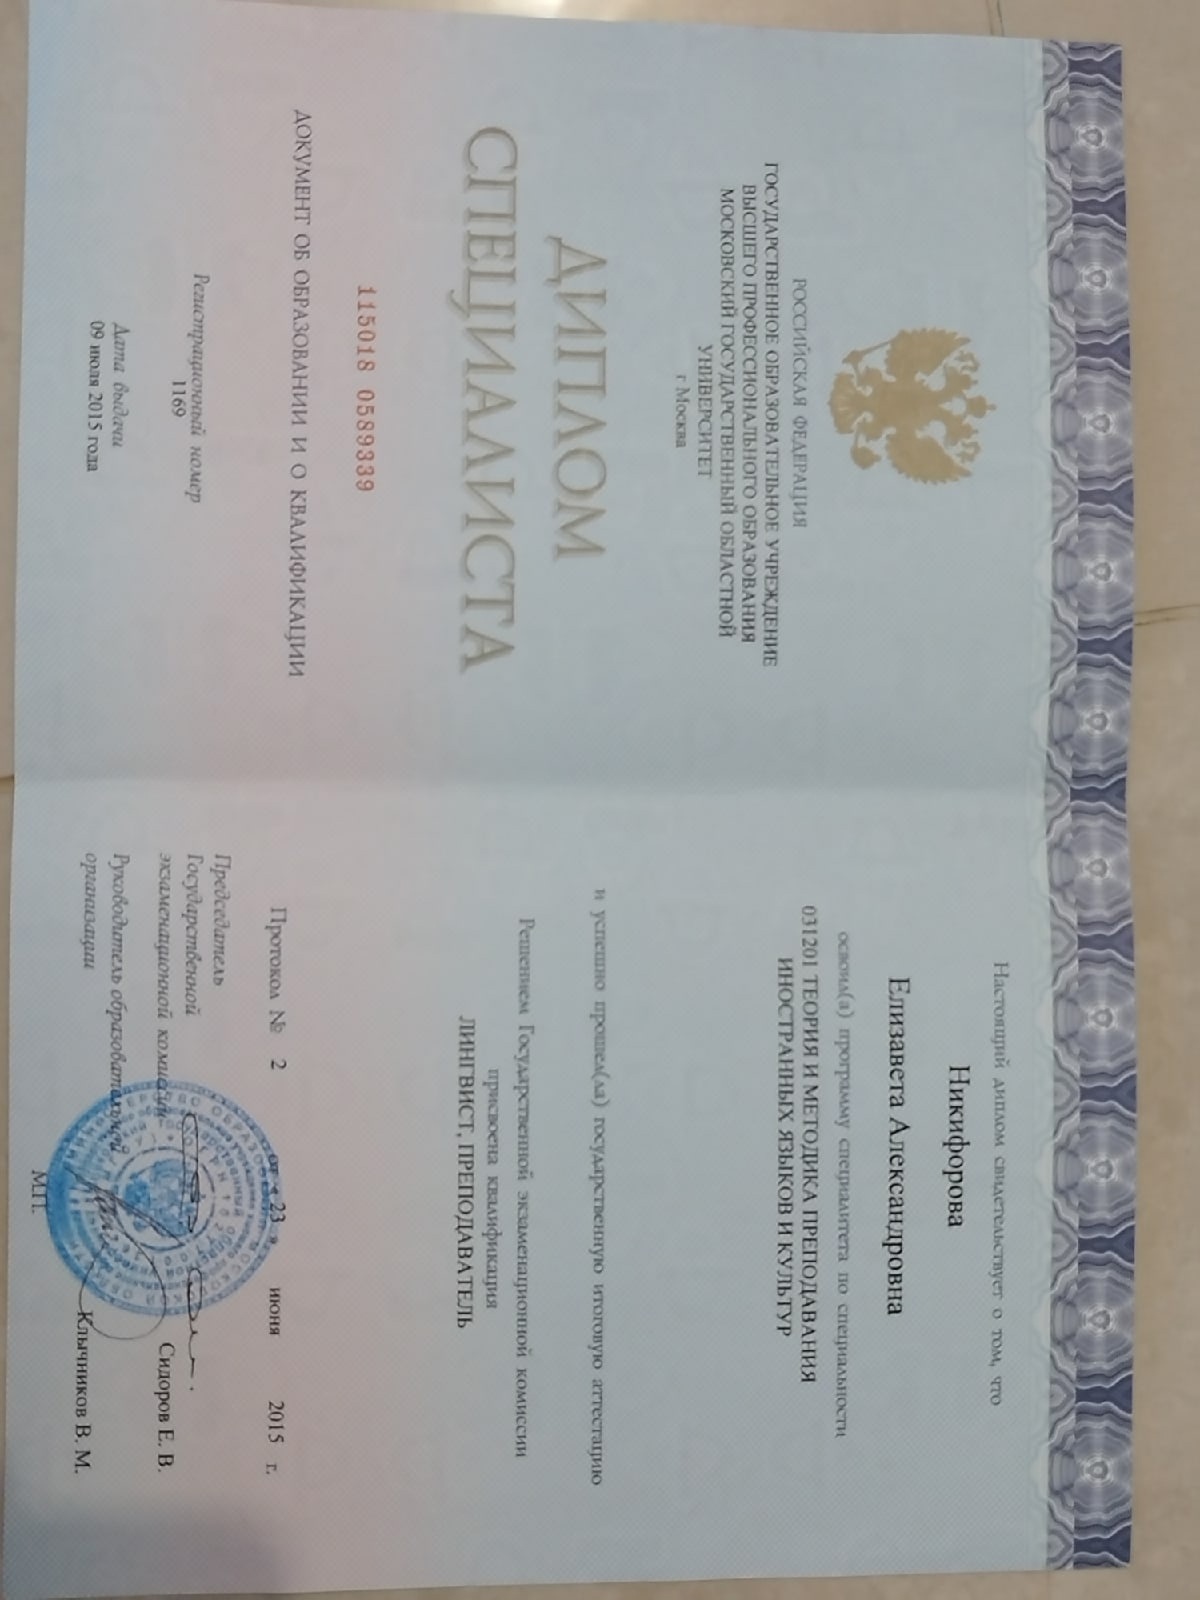 РОССИЙСКАЯ ФЕДЕРАЦИЯ
ГОСУДАРСТВЕННОЕ ОБРАЗОВАТЕЛЬНОЕ УЧРЕЖДЕНИЕ
ВЫСШЕГО ПРОФЕССИОНАЛЬНОГО ОБРАЗОВАНИЯ
МОСКОВСКИЙ ГОСУДАРСТВЕННЫЙ ОБЛАСТНОЙ
УНИВЕРСИТЕТ
г Москва
ДИПЛОМ
СПЕЦИАЛИСТА
115018 0589339
ДОКУМЕНТ ОБ ОБРАЗОВАНИИ И О КВАЛИФИКАЦИИ
Регистрационный номер
1169
Дата выдачи
09 июля 2015 года
Настоящий диплом свидетельствует о том, что
Никифорова
Елизавета Александровна
освоил(а) программу специалитета по специальности
031201 ТЕОРИЯ И МЕТОДИКА ПРЕПОДАВАНИЯ
ИНОСТРАННЫХ ЯЗЫКОВ И КУЛЬТУР
и успешно прошел(ла) государственную итоговую аттестацию
Решением Государственной экзаменационной комиссии
присвоена квалификация
ЛИНГВИСТ, ПРЕПОДАВАТЕЛЬ
Протокол № 2 от « 23 » июня 2015 г.
Председатель
Государственной
экзаменационной комиссии Сидоров Е. В.
Руководитель образовательной
организации Клычников В. М.
М.П.